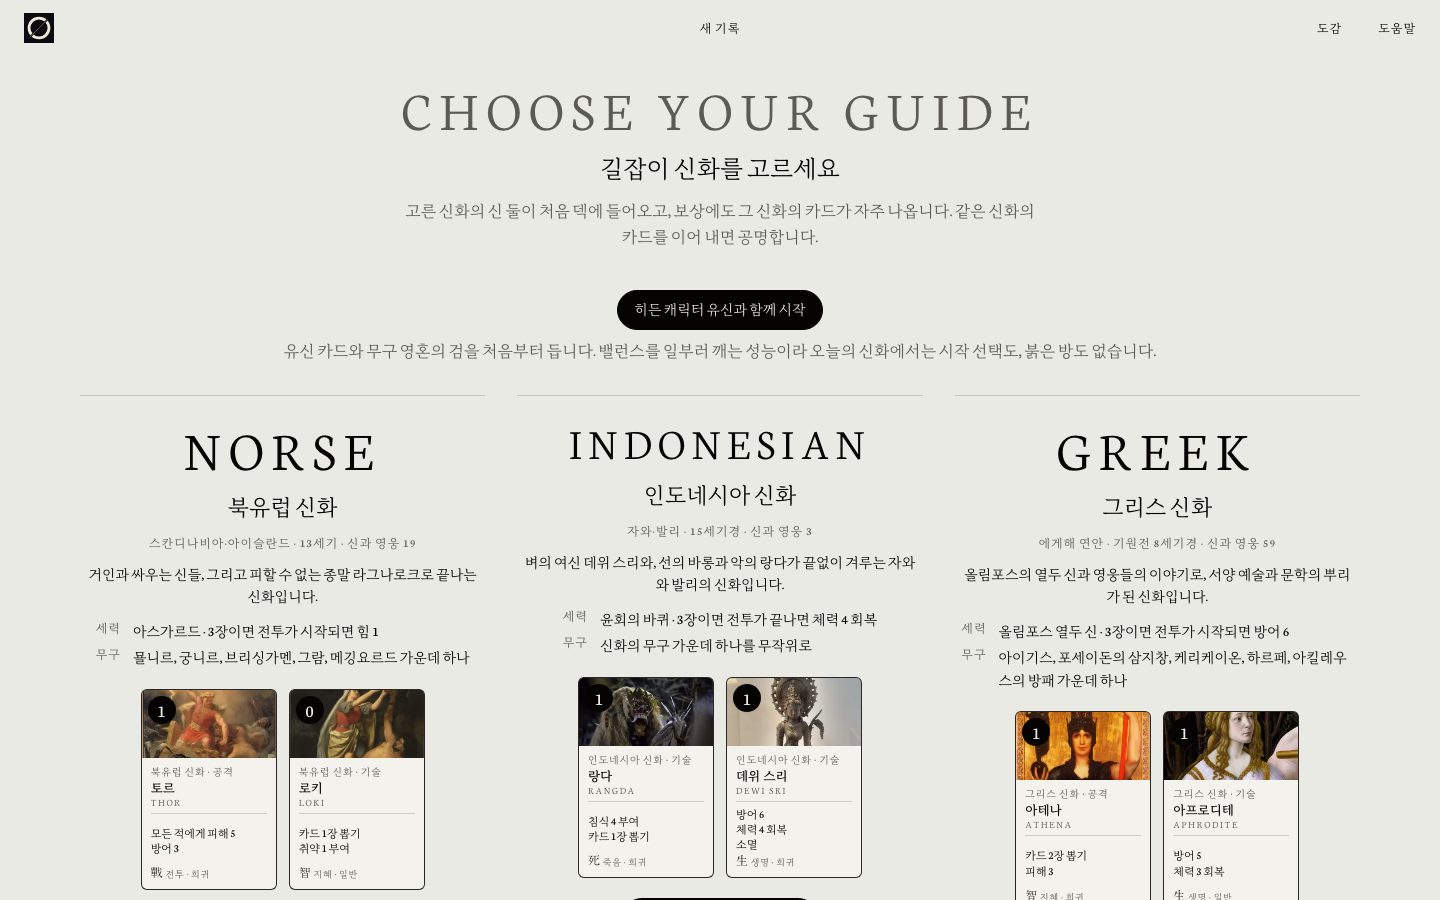 새 기록
도감
도움말
CHOOSE YOUR GUIDE
길잡이 신화를 고르세요
고른 신화의 신 둘이 처음 덱에 들어오고, 보상에도 그 신화의 카드가 자주 나옵니다. 같은 신화의
카드를 이어 내면 공명합니다.
히든 캐릭터 유신과 함께 시작
유신 카드와 무구 영혼의 검을 처음부터 듭니다. 밸런스를 일부러 깨는 성능이라 오늘의 신화에서는 시작 선택도, 붉은 방도 없습니다.
NORSE
북유럽 신화
스칸디나비아·아이슬란드 · 13세기 · 신과 영웅 19
거인과 싸우는 신들, 그리고 피할 수 없는 종말 라그나로크로 끝나는
신화입니다.
세력 아스가르드 · 3장이면 전투가 시작되면 힘 1
무구 묠니르, 궁니르, 브리싱가멘, 그람, 메깅요르드 가운데 하나
1
북유럽 신화 · 공격
토르
THOR
모든 적에게 피해 5
방어 3
戰 전투 · 희귀
0
북유럽 신화 · 기술
로키
LOKI
카드 1장 뽑기
취약 1 부여
智 지혜 · 일반
INDONESIAN
인도네시아 신화
자와·발리 · 15세기경 · 신과 영웅 3
벼의 여신 데위 스리와, 선의 바롱과 악의 랑다가 끝없이 겨루는 자와
와 발리의 신화입니다.
세력 윤회의 바퀴 · 3장이면 전투가 끝나면 체력 4 회복
무구 신화의 무구 가운데 하나를 무작위로
1
인도네시아 신화 · 기술
랑다
RANGDA
침식 4 부여
카드 1장 뽑기
死 죽음 · 희귀
1
인도네시아 신화 · 기술
데위 스리
DEWI SRI
방어 6
체력 4 회복
소멸
生 생명 · 희귀
GREEK
그리스 신화
에게해 연안 · 기원전 8세기경 · 신과 영웅 59
올림포스의 열두 신과 영웅들의 이야기로, 서양 예술과 문학의 뿌리
가 된 신화입니다.
세력 올림포스 열두 신 · 3장이면 전투가 시작되면 방어 6
무구 아이기스, 포세이돈의 삼지창, 케리케이온, 하르페, 아킬레우
스의 방패 가운데 하나
1
그리스 신화 · 공격
아테나
ATHENA
카드 2장 뽑기
피해 3
智 지혜 · 희귀
1
그리스 신화 · 기술
아프로디테
APHRODITE
방어 5
체력 3 회복
生 생명 · 일반